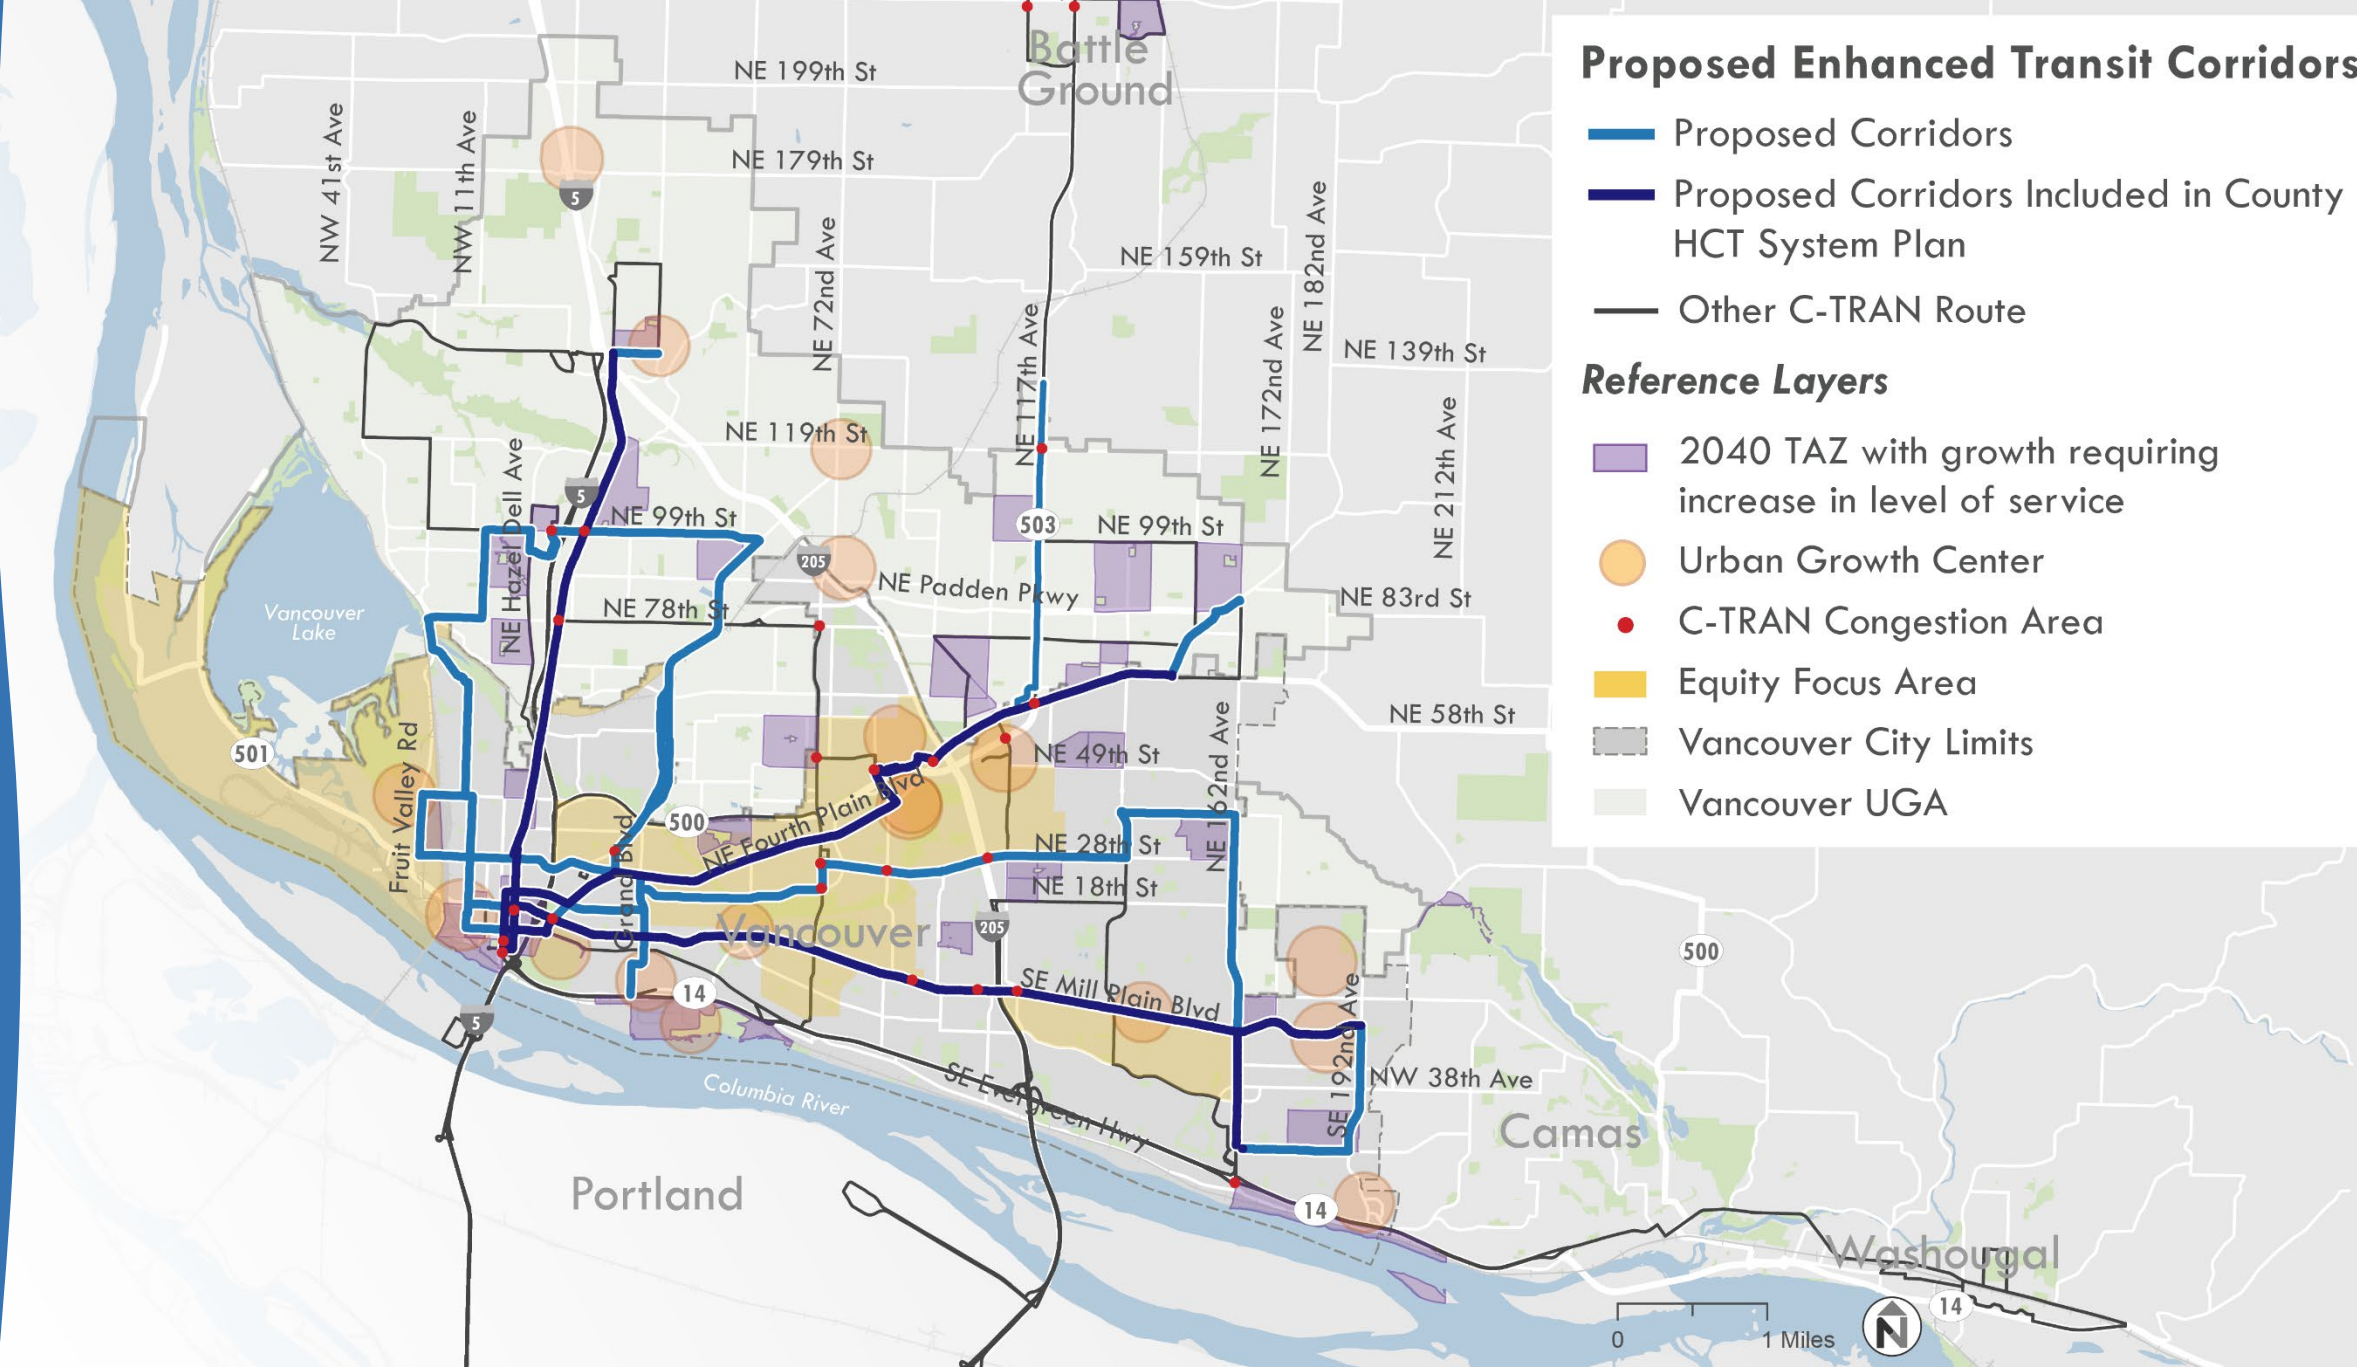 Proposed Enhanced Transit Corridors
Proposed Corridors
Proposed Corridors Included in County
HCT System Plan
Other C-TRAN Route
Reference Layers
2040 TAZ with growth requiring
increase in level of service
Urban Growth Center
C-TRAN Congestion Area
Equity Focus Area
Vancouver City Limits
Vancouver UGA
Battle
Ground
NE 199th St
NW 41st Ave
NW 11th Ave
NE 179th St
5
NE 182nd Ave
NE 72nd Ave
NE 159th St
NE 117th Ave
NE 172nd Ave
NE 139th St
NE 212th Ave
NE 119th St
NE Hazel Dell Ave
5
NE 99th St
503
NE 99th St
205
NE Padden Pkwy
NE 83rd St
NE 78th St
Vancouver
Lake
501
Fruit Valley Rd
NE 58th St
NE 162nd Ave
NE 49th St
NE Fourth Plain Blvd
500
Grand Blvd
NE 28th St
NE 18th St
Vancouver
205
500
SE Mill Plain Blvd
14
5
SE 192nd Ave
NW 38th Ave
SE Evergreen Hwy
Columbia River
Camas
Portland
14
Washougal
14
0
1 Miles
N